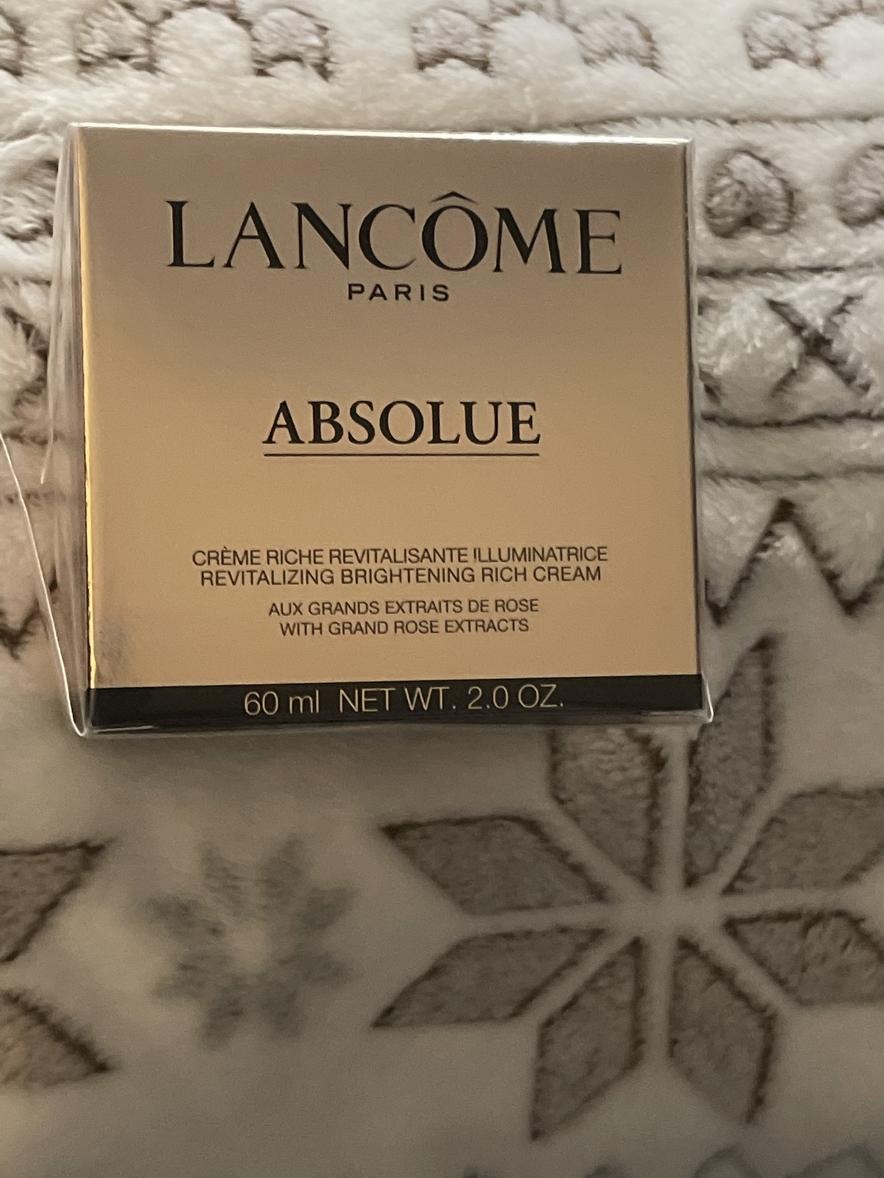 LANCÔME
PARIS
ABSOLUE
CRÈME RICHE REVITALISANTE ILLUMINATRICE
REVITALIZING BRIGHTENING RICH CREAM
AUX GRANDS EXTRAITS DE ROSE
WITH GRAND ROSE EXTRACTS
60 ml NET WT. 2.0 OZ.